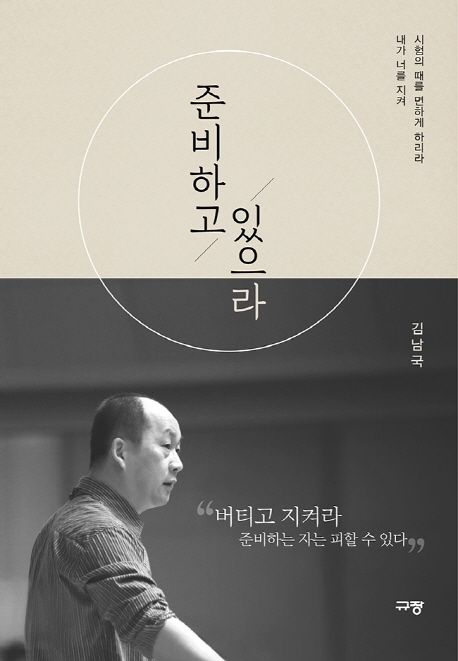 내가 너를 지켜
시험의 때를 면하게 하리라
준비하고
있으라
김남국
“버티고 지켜라
준비하는 자는 피할 수 있다”
규장